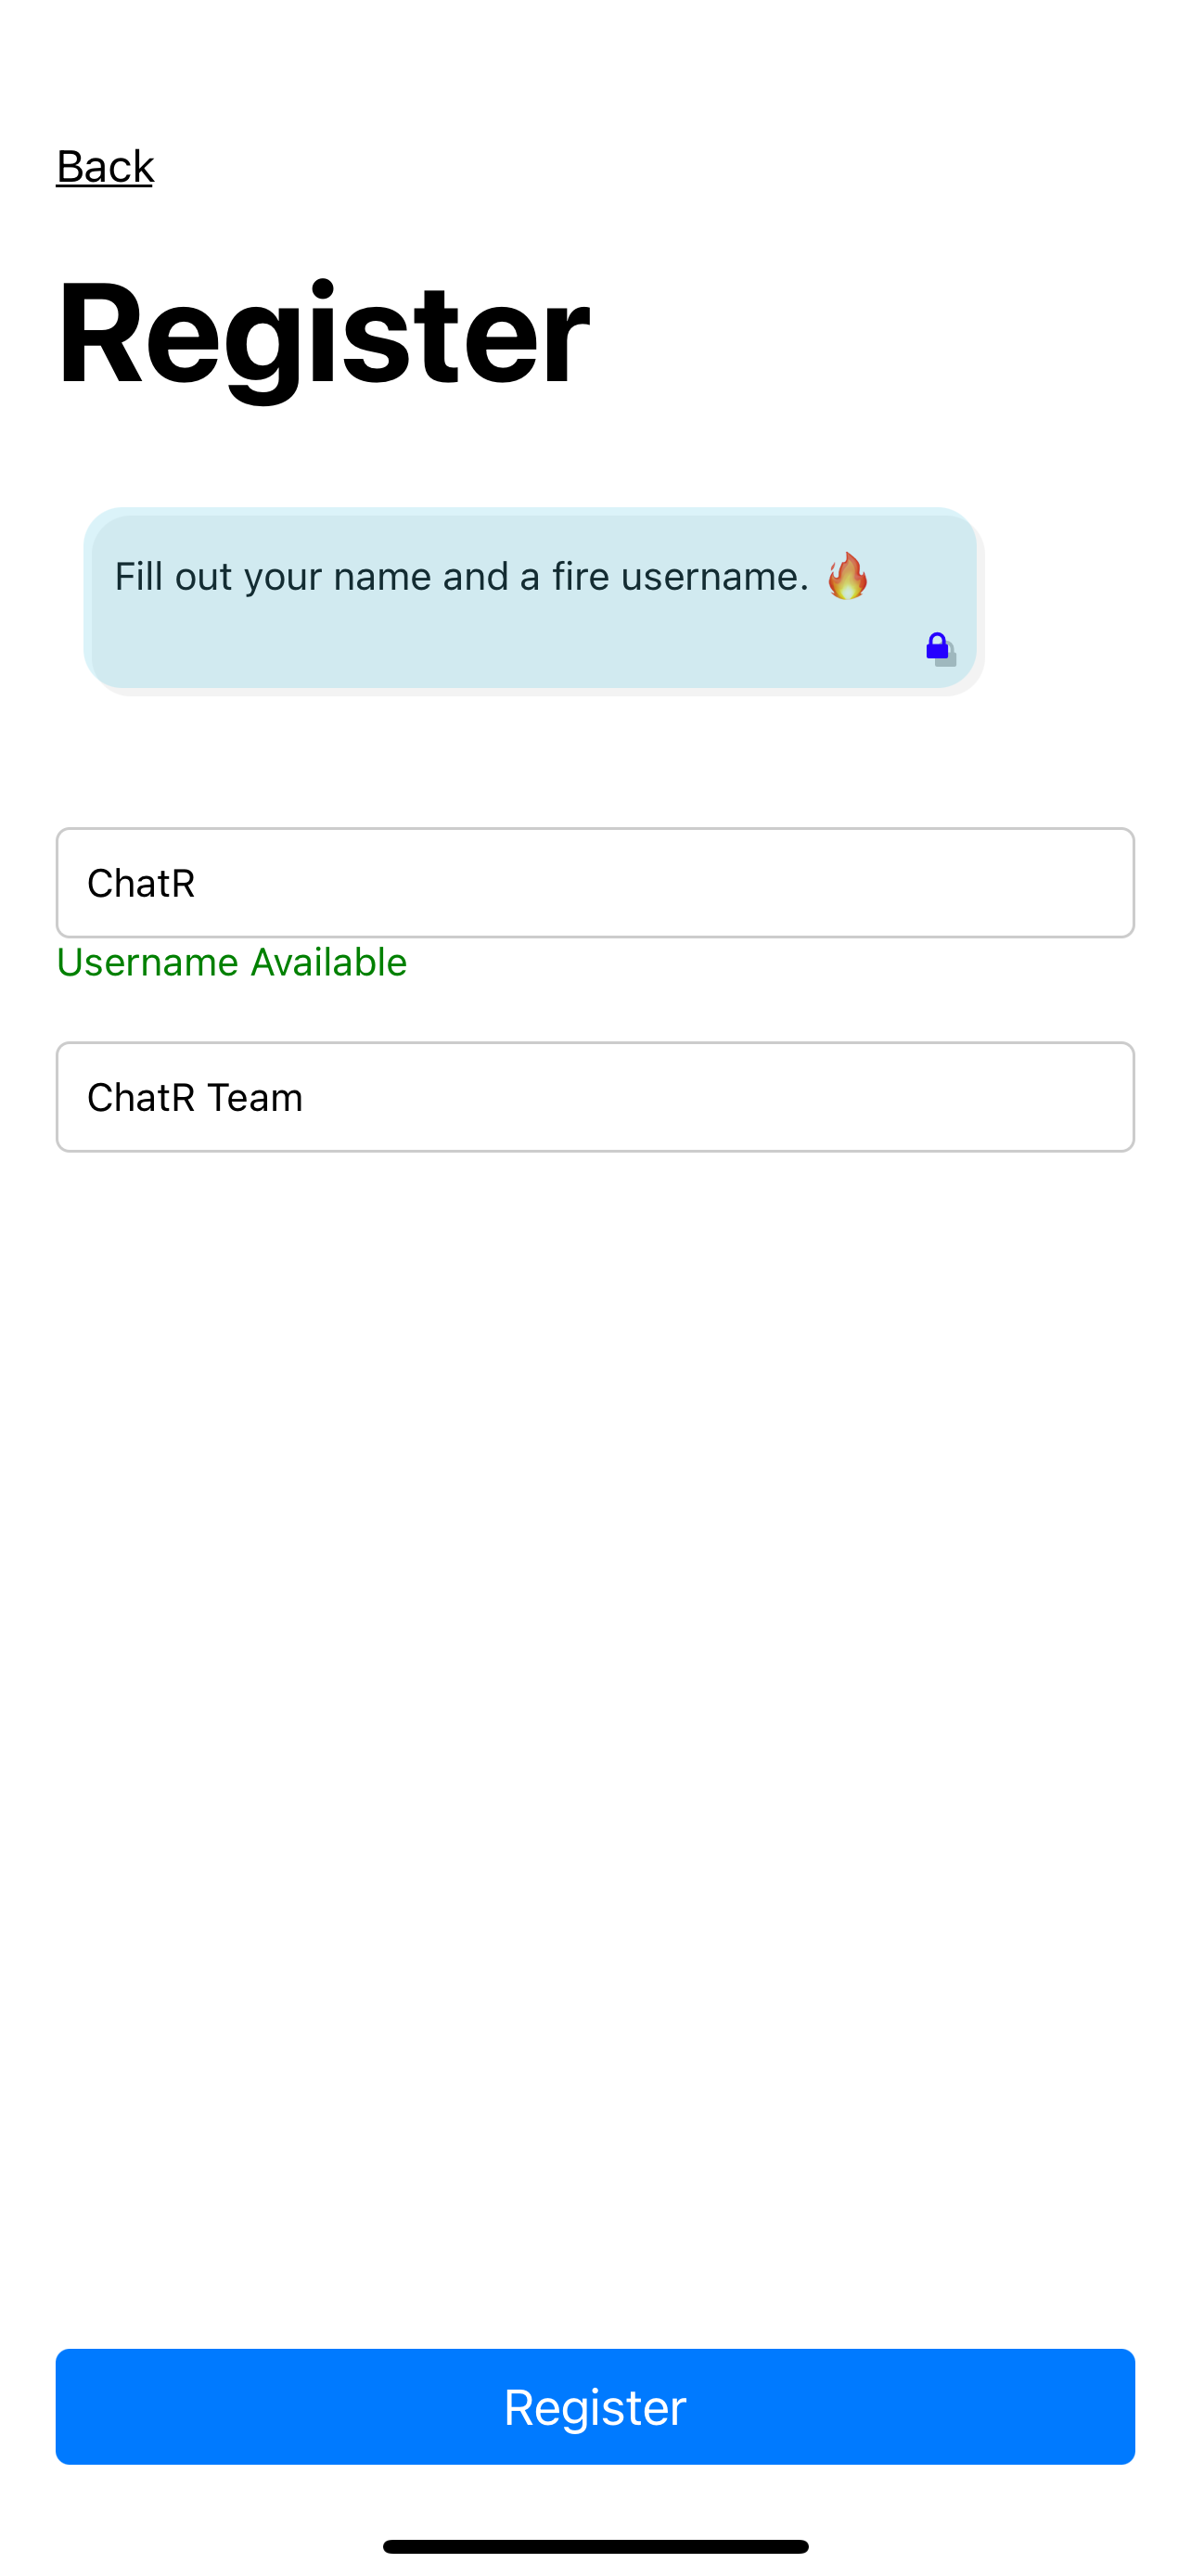 Back
Register
Fill out your name and a fire username. 🔥
ChatR
Username Available
ChatR Team
Register